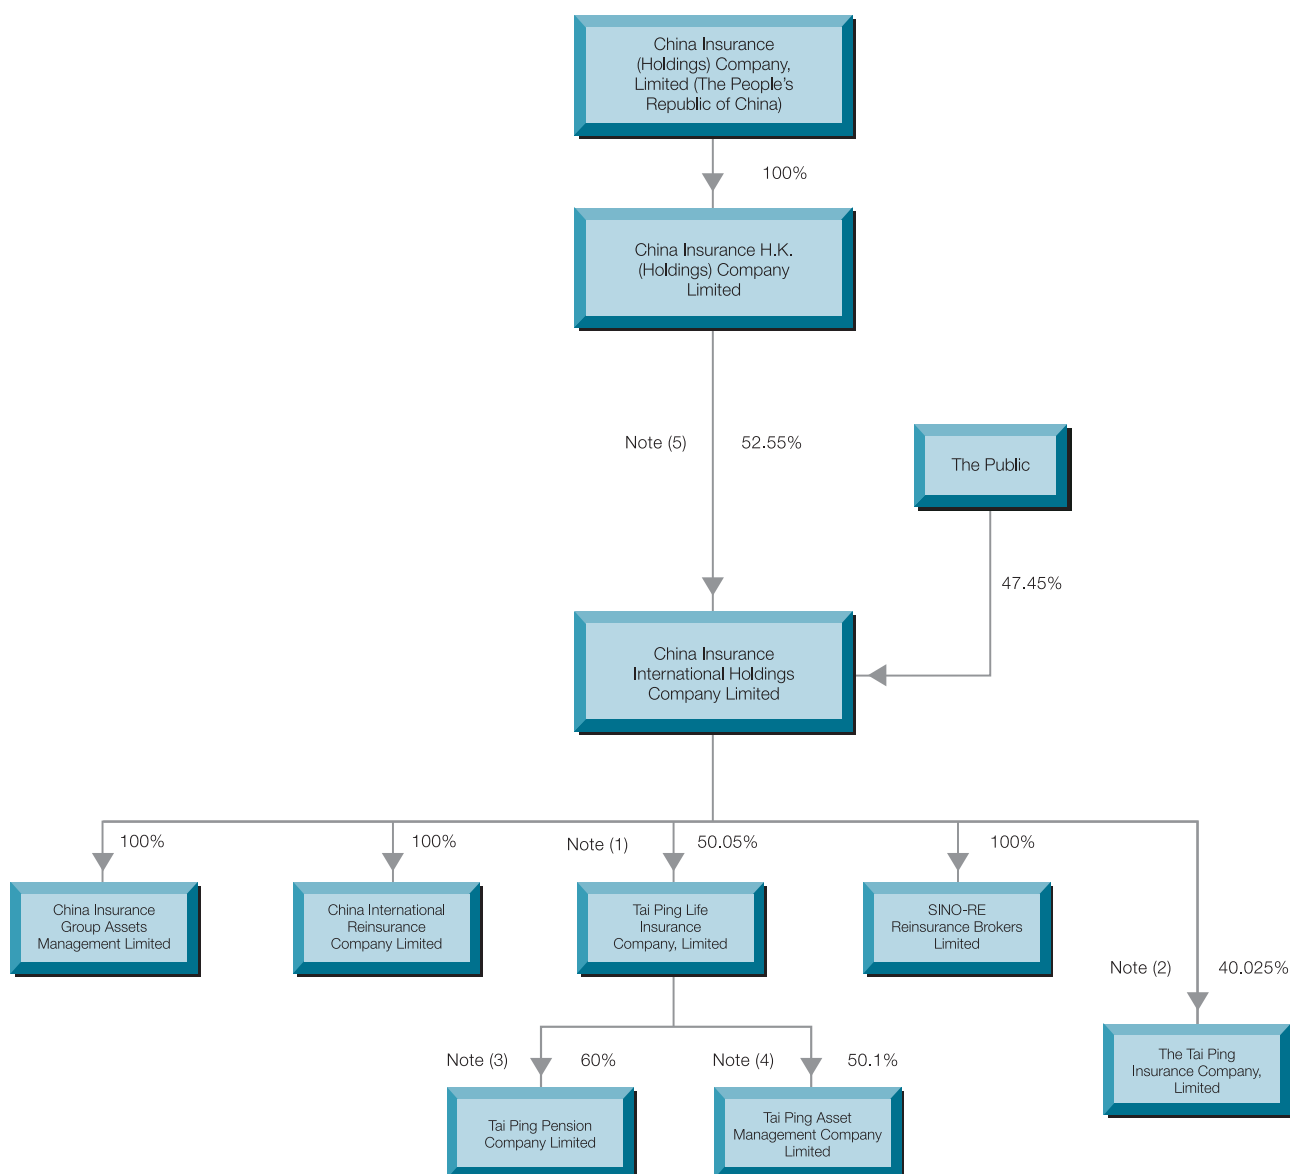 China Insurance
(Holdings) Company,
Limited (The People's
Republic of China)
100%
China Insurance H.K.
(Holdings) Company
Limited
Note (5)
52.55%
The Public
47.45%
China Insurance
International Holdings
Company Limited
100%
100%
Note (1)
50.05%
100%
China Insurance
Group Assets
Management Limited
China International
Reinsurance
Company Limited
Tai Ping Life
Insurance
Company, Limited
SINO-RE
Reinsurance Brokers
Limited
Note (2)
40.025%
Note (3)
60%
Note (4)
50.1%
The Tai Ping
Insurance Company,
Limited
Tai Ping Pension
Company Limited
Tai Ping Asset
Management Company
Limited